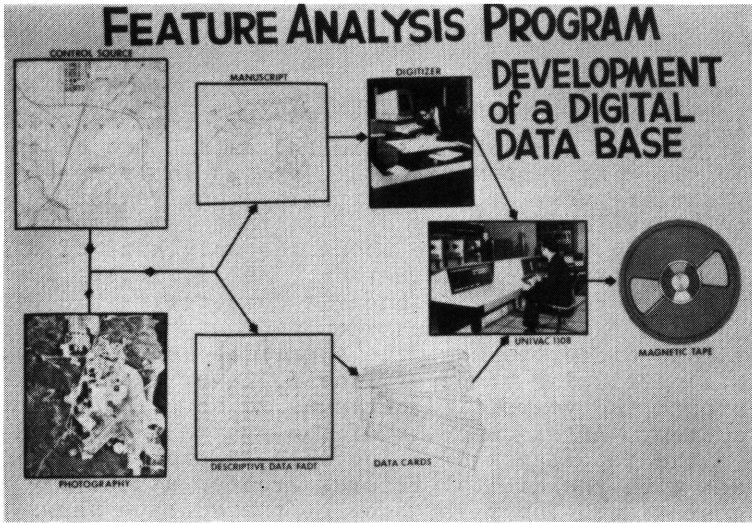 FEATURE ANALYSIS PROGRAM
DEVELOPMENT
of a DIGITAL
DATA BASE
CONTROL SOURCE
MANUSCRIPT
DIGITIZER
UNIVAC 1108
MAGNETIC TAPE
PHOTOGRAPHY
DESCRIPTIVE DATA FADT
DATA CARDS